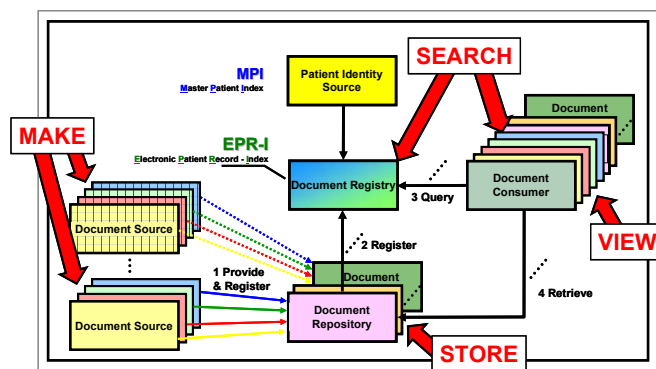 SEARCH
MPI
Master Patient Index
Patient Identity
Source
Document
MAKE
EPR-I
Electronic Patient Record - Index
Document Registry
3 Query
Document
Consumer
Document Source
2 Register
VIEW
Document
1 Provide
& Register
4 Retrieve
Document Source
Document
Repository
STORE